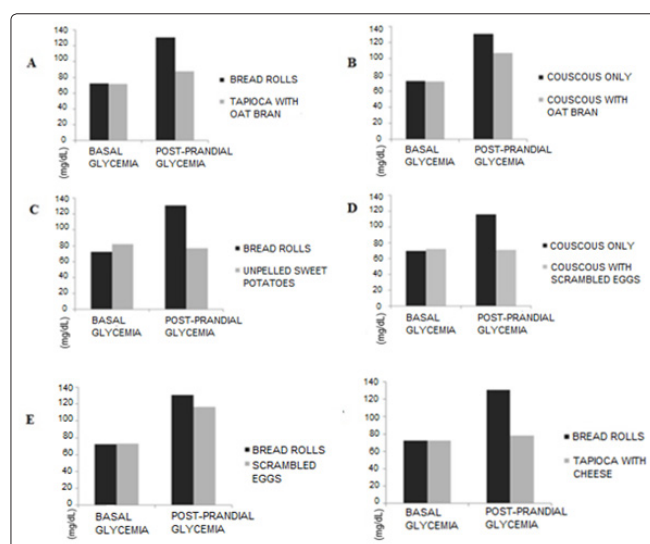 A
140
120
100
80
60
40
20
0
(mg/dL)
BASAL
GLYCEMIA
POST-PRANDIAL
GLYCEMIA
BREAD ROLLS
TAPIOCA WITH
OAT BRAN
B
140
120
100
80
60
40
20
0
(mg/dL)
BASAL
GLYCEMIA
POST-PRANDIAL
GLYCEMIA
COUSCOUS ONLY
COUSCOUS WITH
OAT BRAN
C
140
120
100
80
60
40
20
0
(mg/dL)
BASAL
GLYCEMIA
POST-PRANDIAL
GLYCEMIA
BREAD ROLLS
UNPELLED SWEET
POTATOES
D
140
120
100
80
60
40
20
0
(mg/dL)
BASAL
GLYCEMIA
POST-PRANDIAL
GLYCEMIA
COUSCOUS ONLY
COUSCOUS WITH
SCRAMBLED EGGS
E
140
120
100
80
60
40
20
0
(mg/dL)
BASAL
GLYCEMIA
POST-PRANDIAL
GLYCEMIA
BREAD ROLLS
SCRAMBLED
EGGS
140
120
100
80
60
40
20
0
(mg/dL)
BASAL
GLYCEMIA
POST-PRANDIAL
GLYCEMIA
BREAD ROLLS
TAPIOCA WITH
CHEESE